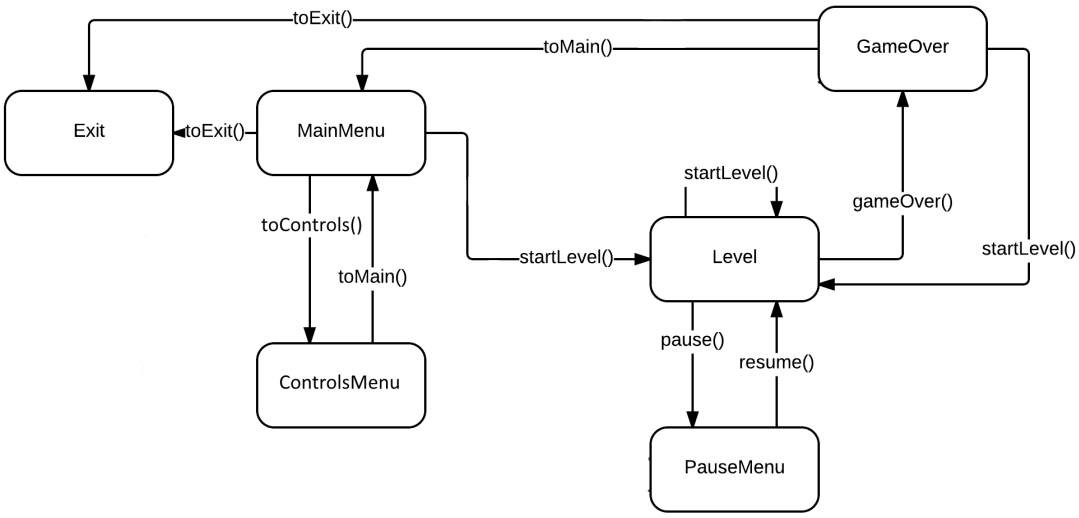 toExit()
GameOver
toMain()
Exit
toExit()
MainMenu
startLevel()
gameOver()
toControls()
startLevel()
Level
startLevel()
toMain()
pause()
resume()
ControlsMenu
PauseMenu